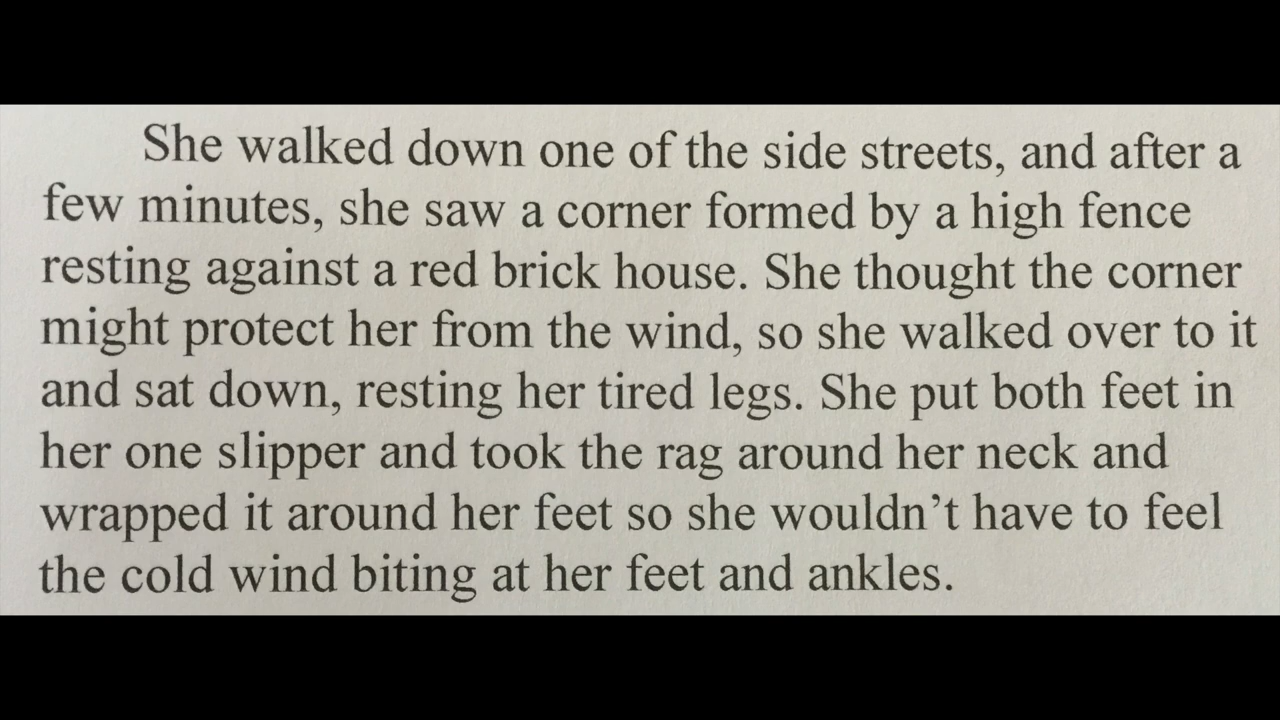 She walked down one of the side streets, and after a
few minutes, she saw a corner formed by a high fence
resting against a red brick house. She thought the corner
might protect her from the wind, so she walked over to it
and sat down, resting her tired legs. She put both feet in
her one slipper and took the rag around her neck and
wrapped it around her feet so she wouldn’t have to feel
the cold wind biting at her feet and ankles.